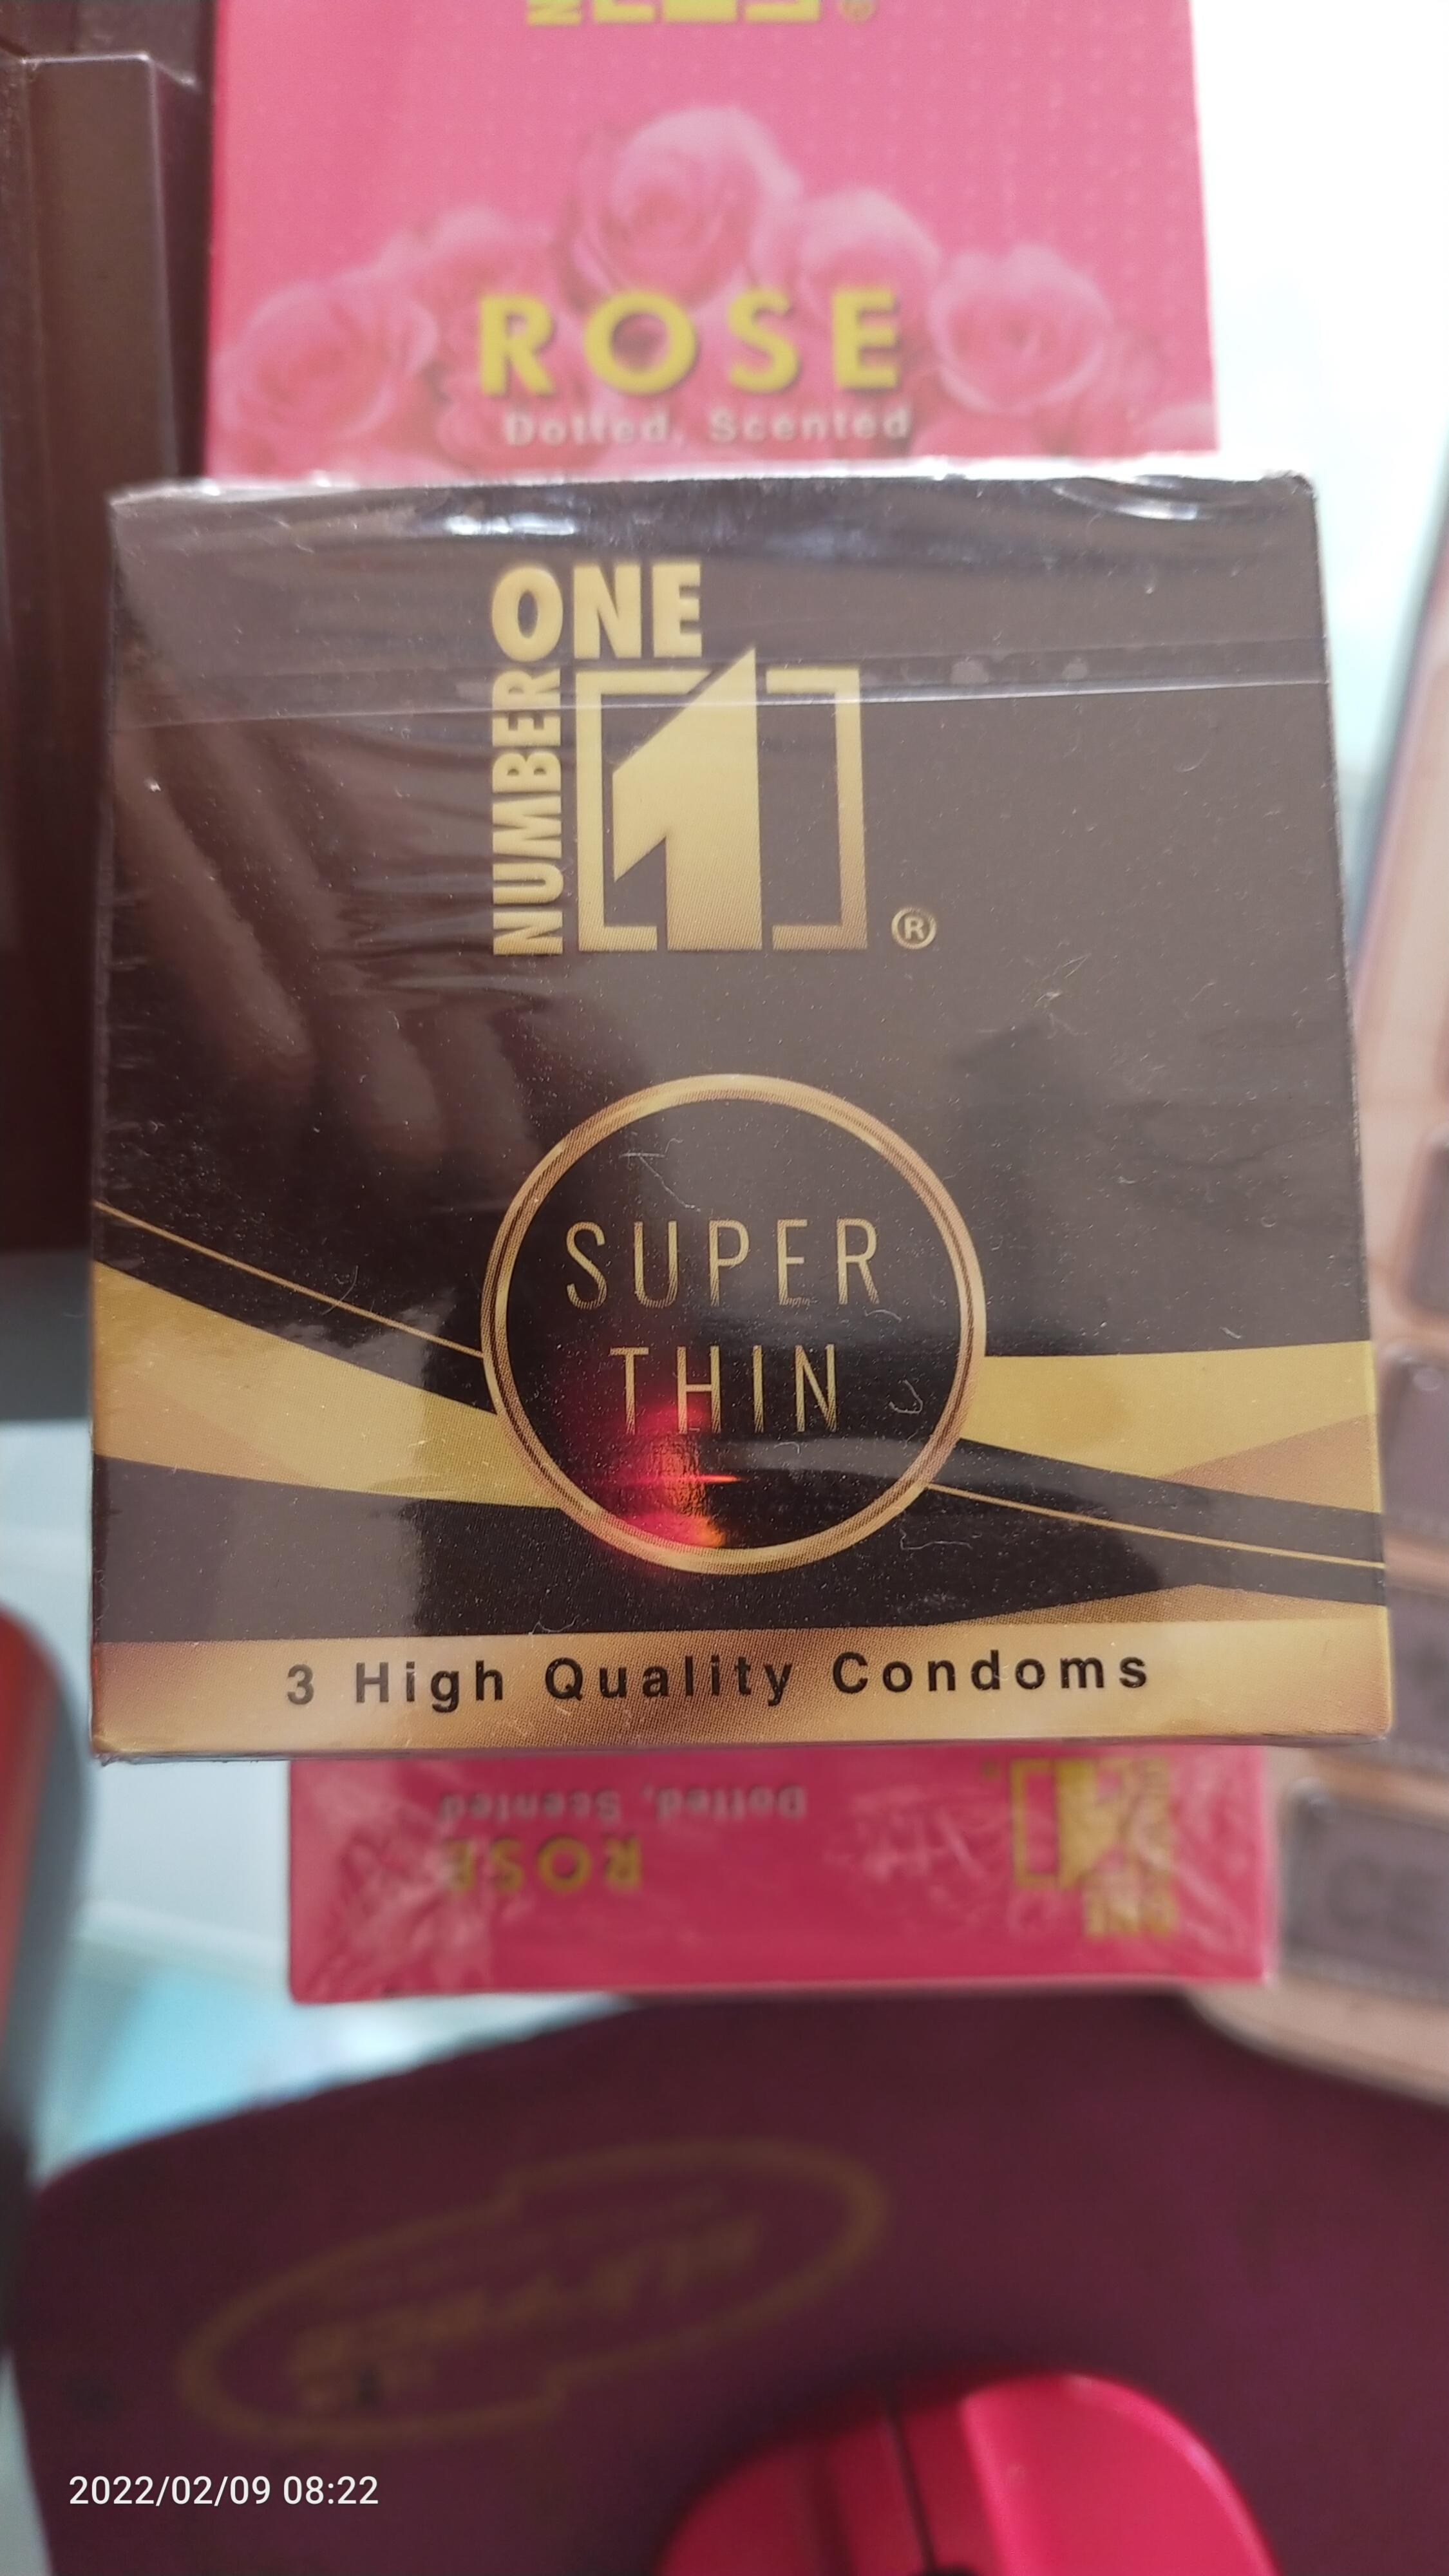 ROSE
Dotted, Scented
NUMBER ONE
1
®
SUPER
THIN
3 High Quality Condoms
Dotted, Scented
ROSE
ONE
2022/02/09 08:22